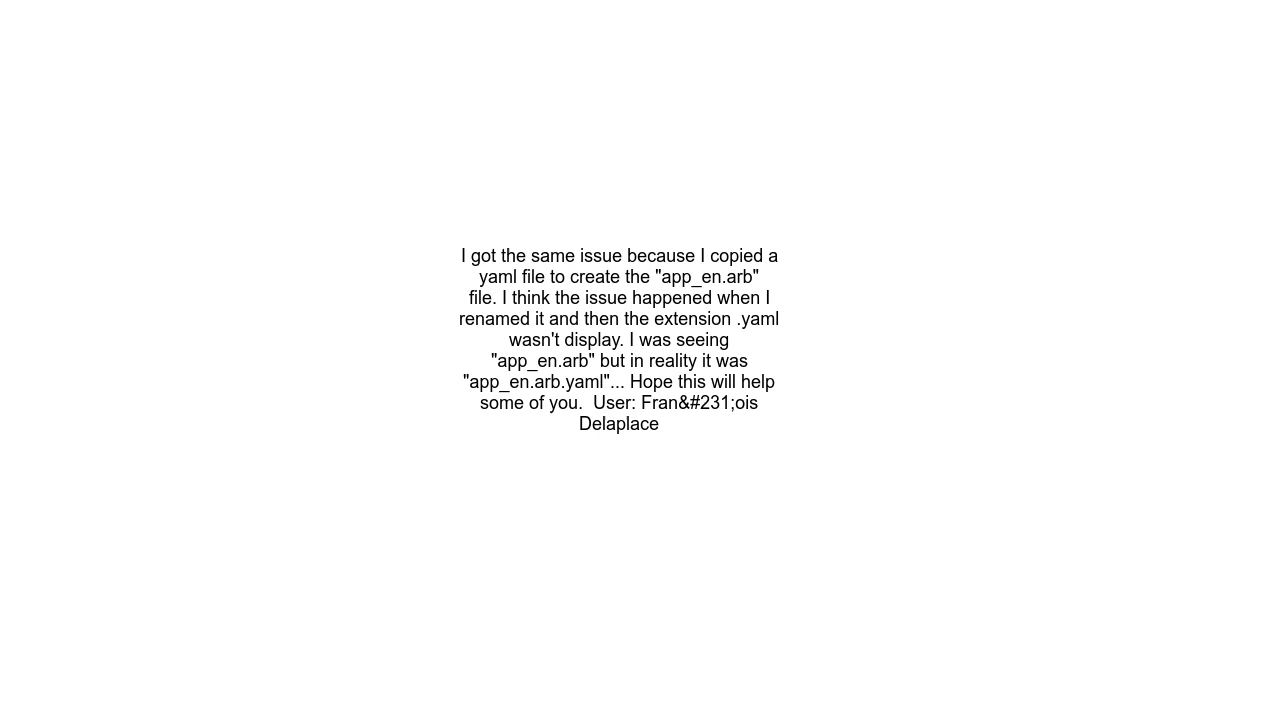 I got the same issue because I copied a
yaml file to create the "app_en.arb"
file. I think the issue happened when I
renamed it and then the extension .yaml
wasn't display. I was seeing
"app_en.arb" but in reality it was
"app_en.arb.yaml"... Hope this will help
some of you.  User: Fran&#231;ois
Delaplace